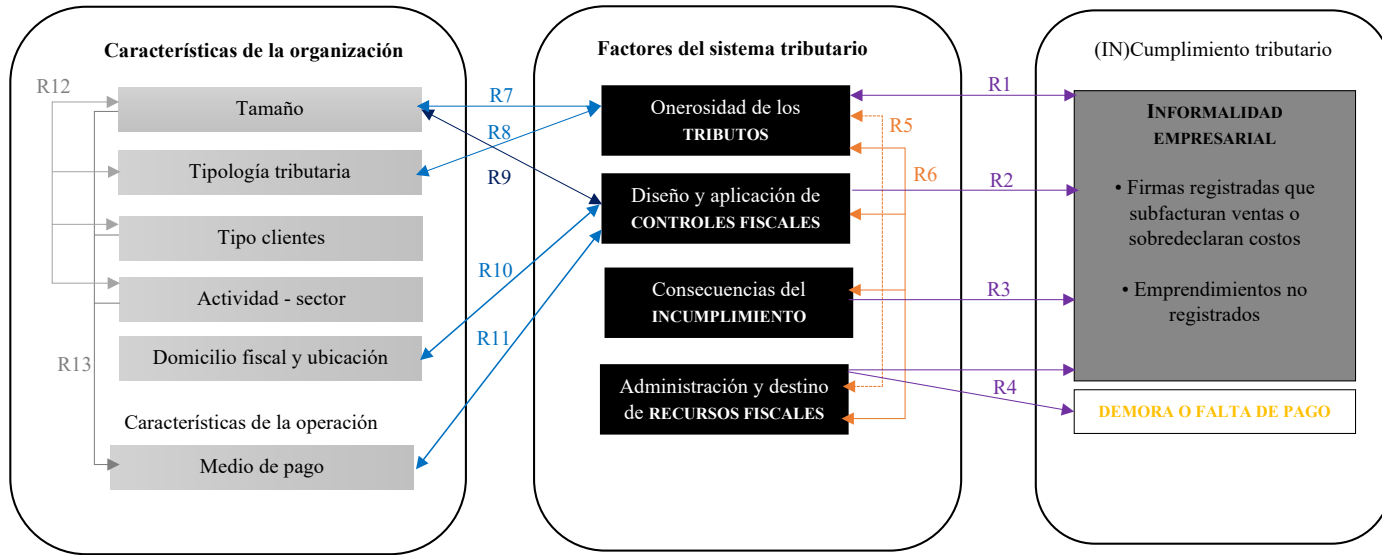 Características de la organización
R12
Tamaño
Tipología tributaria
Tipo clientes
Actividad - sector
Domicilio fiscal y ubicación
R13
Características de la operación
Medio de pago
R7
R8
R9
R10
R11
Factores del sistema tributario
Onerosidad de los
TRIBUTOS
Diseño y aplicación de
CONTROLES FISCALES
Consecuencias del
INCUMPLIMIENTO
Administración y destino
de RECURSOS FISCALES
R5
R6
R1
R2
R3
R4
(IN)Cumplimiento tributario
INFORMALIDAD
EMPRESARIAL
• Firmas registradas que
subfacturan ventas o
sobredeclaran costos
• Emprendimientos no
registrados
DEMORA O FALTA DE PAGO